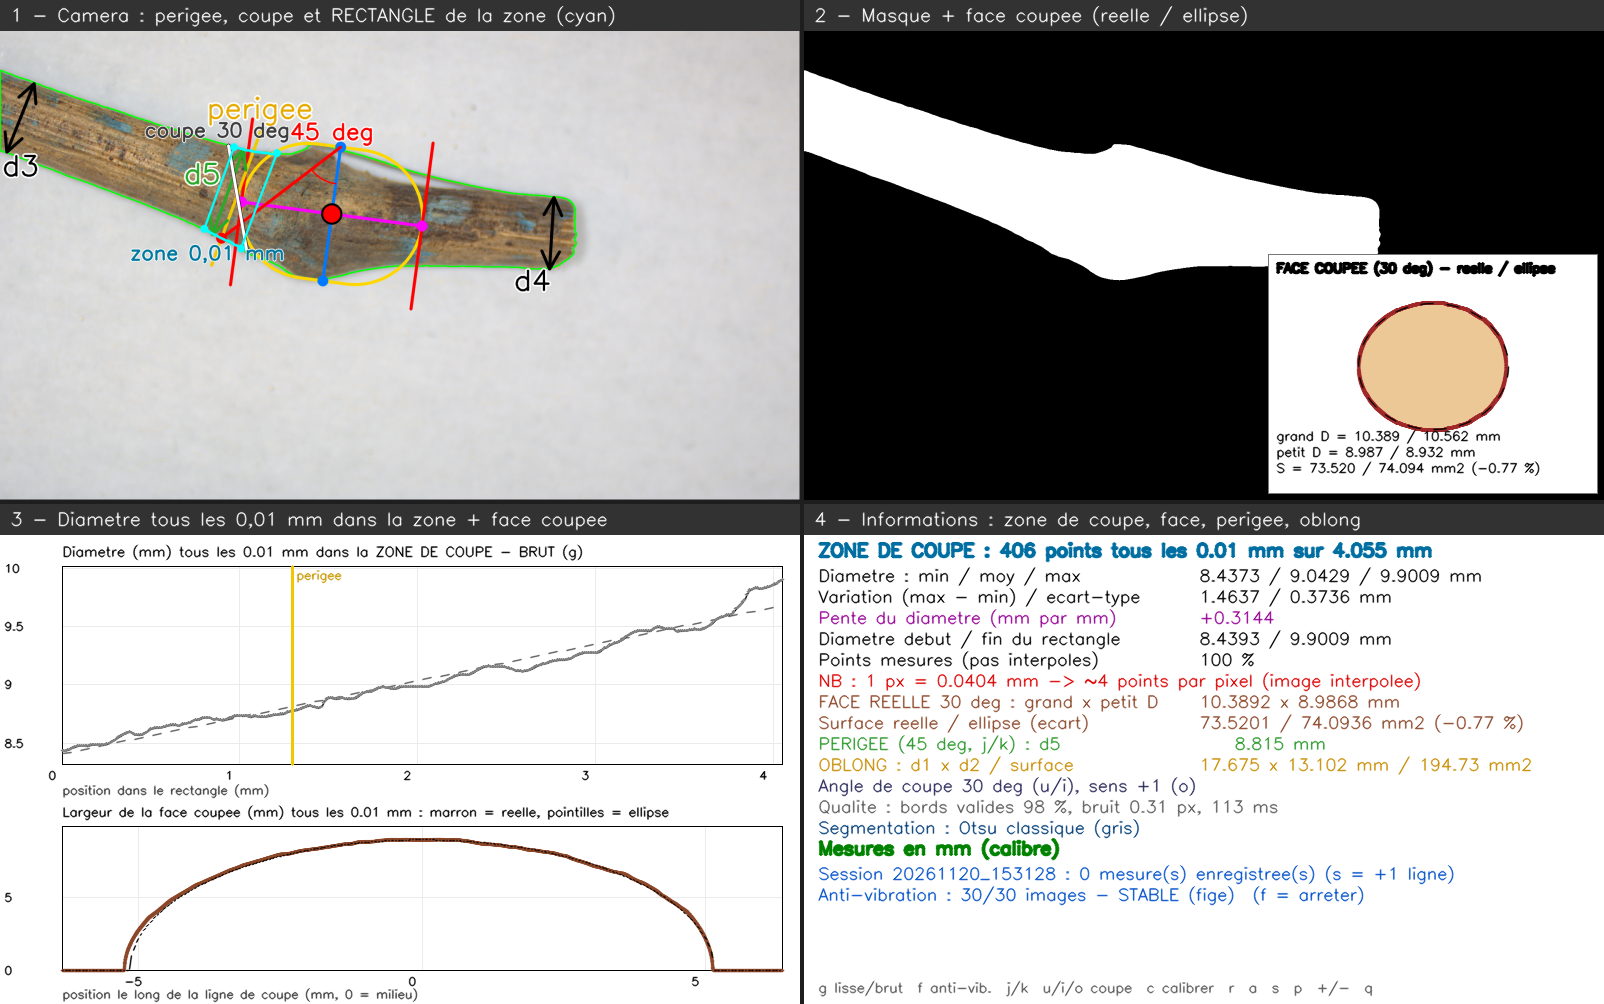 1 - Camera : perigee, coupe et RECTANGLE de la zone (cyan)
perigee
coupe 30 deg
45 deg
d3
d5
zone 0,01 mm
d4
2 - Masque + face coupee (reelle / ellipse)
FACE COUPEE (30 deg) - reelle / ellipse
grand D = 10.389 / 10.562 mm
petit D = 8.987 / 8.932 mm
S = 73.520 / 74.094 mm2 (-0.77 %)
3 - Diametre tous les 0,01 mm dans la zone + face coupee
Diametre (mm) tous les 0.01 mm dans la ZONE DE COUPE - BRUT (g)
10
perigee
9.5
9
8.5
0 1 2 3 4
position dans le rectangle (mm)
Largeur de la face coupee (mm) tous les 0.01 mm : marron = reelle, pointilles = ellipse
5
0
-5 0 5
position le long de la ligne de coupe (mm, 0 = milieu)
4 - Informations : zone de coupe, face, perigee, oblong
ZONE DE COUPE : 406 points tous les 0.01 mm sur 4.055 mm
Diametre : min / moy / max 8.4373 / 9.0429 / 9.9009 mm
Variation (max - min) / ecart-type 1.4637 / 0.3736 mm
Pente du diametre (mm par mm) +0.3144
Diametre debut / fin du rectangle 8.4393 / 9.9009 mm
Points mesures (pas interpoles) 100 %
NB : 1 px = 0.0404 mm -> ~4 points par pixel (image interpolee)
FACE REELLE 30 deg : grand x petit D 10.3892 x 8.9868 mm
Surface reelle / ellipse (ecart) 73.5201 / 74.0936 mm2 (-0.77 %)
PERIGEE (45 deg, j/k) : d5 8.815 mm
OBLONG : d1 x d2 / surface 17.675 x 13.102 mm / 194.73 mm2
Angle de coupe 30 deg (u/i), sens +1 (o)
Qualite : bords valides 98 %, bruit 0.31 px, 113 ms
Segmentation : Otsu classique (gris)
Mesures en mm (calibre)
Session 20261120_153128 : 0 mesure(s) enregistree(s) (s = +1 ligne)
Anti-vibration : 30/30 images - STABLE (fige) (f = arreter)
g lisse/brut f anti-vib. j/k u/i/o coupe c calibrer r a s p +/- q